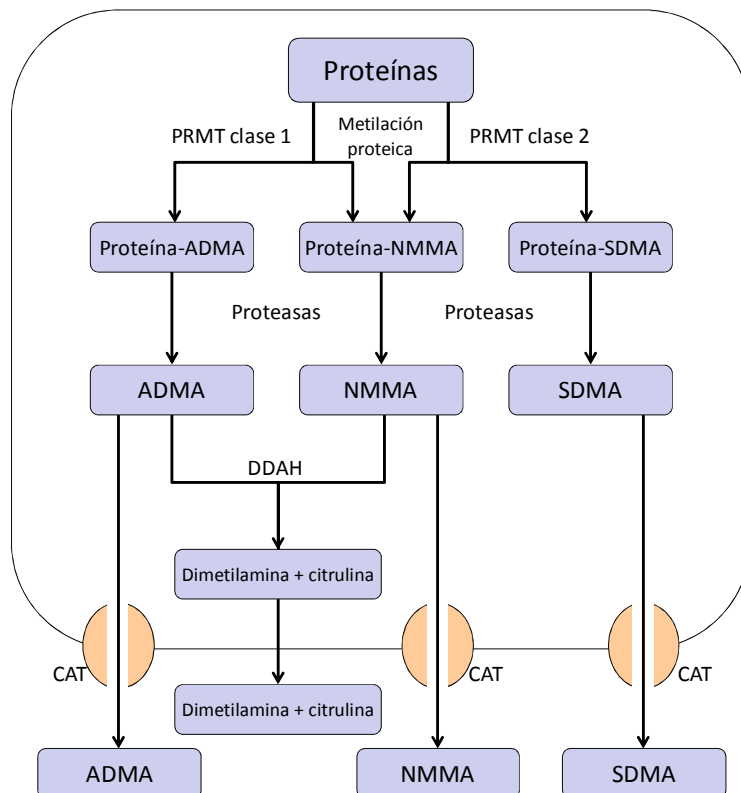 Proteínas
PRMT clase 1
Metilación
proteica
PRMT clase 2
Proteína-ADMA
Proteína-NMMA
Proteína-SDMA
Proteasas
Proteasas
ADMA
NMMA
SDMA
DDAH
Dimetilamina + citrulina
CAT
CAT
CAT
Dimetilamina + citrulina
ADMA
NMMA
SDMA